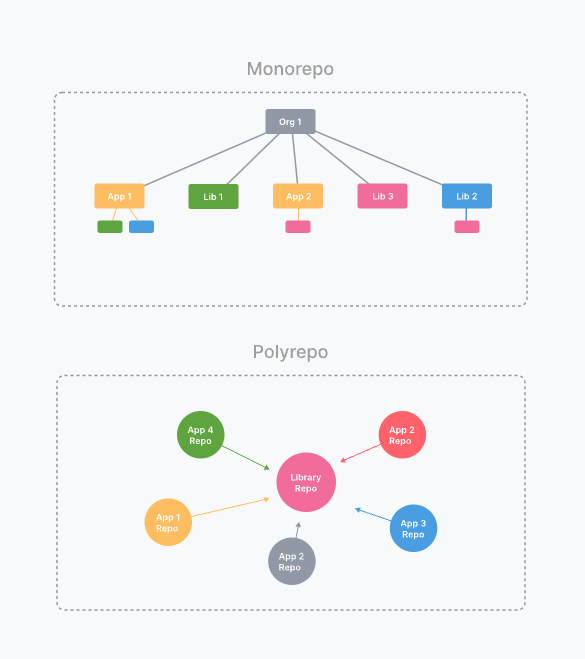 Monorepo
Org 1
App 1
Lib 1
App 2
Lib 3
Lib 2
Polyrepo
App 4
Repo
App 2
Repo
Library
Repo
App 1
Repo
App 3
Repo
App 2
Repo